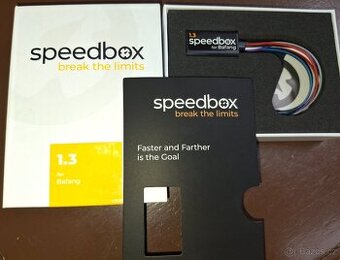 speedbox
break the limits
1.3
for
Bafang
1.3
speedbox
for Bafang
speedbox
break the limits
Faster and Farther
is the Goal